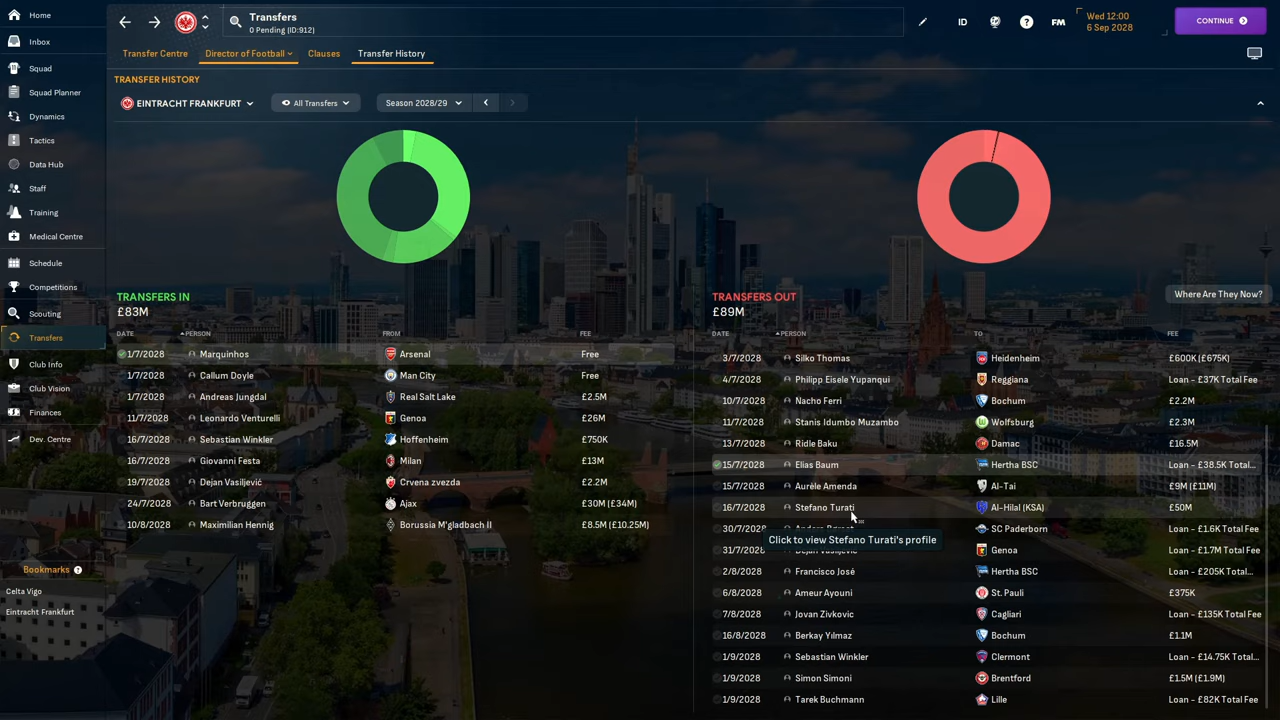 Home
Inbox
Squad
Squad Planner
Dynamics
Tactics
Data Hub
Staff
Training
Medical Centre
Schedule
Competitions
Scouting
Transfers
Club Info
Club Vision
Finances
Dev. Centre
Bookmarks ?
Celta Vigo
Eintracht Frankfurt
Transfers
0 Pending (ID:912)
ID
?
FM
Wed 12:00
6 Sep 2028
CONTINUE
Transfer Centre
Director of Football
Clauses
Transfer History
TRANSFER HISTORY
EINTRACHT FRANKFURT
All Transfers
Season 2028/29
TRANSFERS IN
£83M
DATE PERSON FROM FEE
1/7/2028 Marquinhos Arsenal Free
1/7/2028 Callum Doyle Man City Free
1/7/2028 Andreas Jungdal Real Salt Lake £2.5M
11/7/2028 Leonardo Venturelli Genoa £26M
16/7/2028 Sebastian Winkler Hoffenheim £750K
16/7/2028 Giovanni Festa Milan £13M
19/7/2028 Dejan Vasiljević Crvena zvezda £2.2M
24/7/2028 Bart Verbruggen Ajax £30M (£34M)
10/8/2028 Maximilian Hennig Borussia M'gladbach II £8.5M (£10.25M)
TRANSFERS OUT
£89M
Where Are They Now?
DATE PERSON TO FEE
3/7/2028 Silko Thomas Heidenheim £600K (£675K)
4/7/2028 Philipp Eisele Yupanqui Reggiana Loan - £37K Total Fee
10/7/2028 Nacho Ferri Bochum £2.2M
11/7/2028 Stanis Idumbo Muzambo Wolfsburg £2.3M
13/7/2028 Ridle Baku Damac £16.5M
15/7/2028 Elias Baum Hertha BSC Loan - £38.5K Total...
15/7/2028 Aurèle Amenda Al-Tai £9M (£11M)
16/7/2028 Stefano Turati Al-Hilal (KSA) £50M
30/7/2028 SC Paderborn Loan - £1.6K Total Fee
Click to view Stefano Turati's profile
31/7/2028 Dejan Vasiljević Genoa Loan - £1.7M Total Fee
2/8/2028 Francisco José Hertha BSC Loan - £205K Total...
6/8/2028 Ameur Ayouni St. Pauli £375K
7/8/2028 Jovan Zivkovic Cagliari Loan - £135K Total Fee
16/8/2028 Berkay Yılmaz Bochum £1.1M
1/9/2028 Sebastian Winkler Clermont Loan - £14.75K Total...
1/9/2028 Simon Simoni Brentford £1.5M (£1.9M)
1/9/2028 Tarek Buchmann Lille Loan - £82K Total Fee